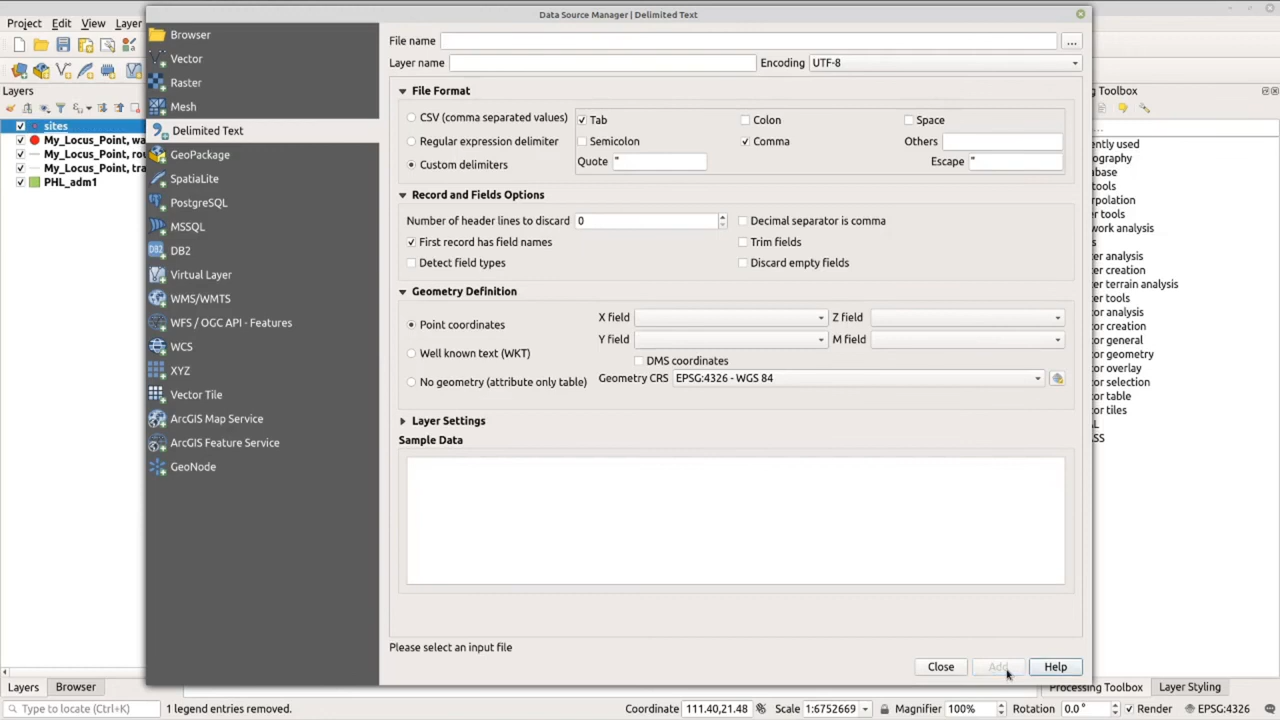 Data Source Manager | Delimited Text
Project Edit View Layer
Layers
sites
My_Locus_Point, wa
My_Locus_Point, rou
My_Locus_Point, tra
PHL_adm1
Browser
Vector
Raster
Mesh
Delimited Text
GeoPackage
SpatiaLite
PostgreSQL
MSSQL
DB2
DB2
Virtual Layer
WMS/WMTS
WFS / OGC API - Features
WCS
XYZ
Vector Tile
ArcGIS Map Service
ArcGIS Feature Service
GeoNode
File name ...
Layer name Encoding UTF-8
File Format
CSV (comma separated values) Tab Colon Space
Regular expression delimiter Semicolon Comma Others
Custom delimiters Quote " Escape "
Record and Fields Options
Number of header lines to discard 0 Decimal separator is comma
First record has field names Trim fields
Detect field types Discard empty fields
Geometry Definition
Point coordinates X field Z field
Y field M field
Well known text (WKT) DMS coordinates
No geometry (attribute only table) Geometry CRS EPSG:4326 - WGS 84
Layer Settings
Sample Data
Please select an input file
Close Add Help
g Toolbox
...
ntly used
ography
base
tools
rpolation
er tools
work analysis
s
er analysis
er creation
er terrain analysis
er tools
or analysis
or creation
or general
or geometry
or overlay
or selection
or table
or tiles
AL
SS
Layers Browser Processing Toolbox Layer Styling
Type to locate (Ctrl+K) 1 legend entries removed. Coordinate 111.40,21.48 Scale 1:6752669 Magnifier 100% Rotation 0.0 ° Render EPSG:4326